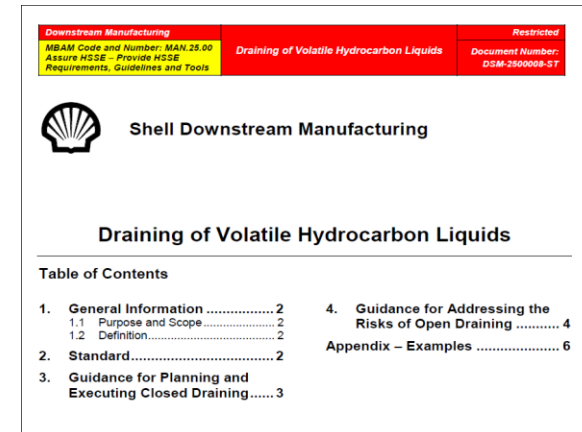 Downstream Manufacturing
Restricted
MBAM Code and Number: MAN.25.00
Assure HSSE – Provide HSSE
Requirements, Guidelines and Tools
Draining of Volatile Hydrocarbon Liquids
Document Number:
DSM-2500008-ST
Shell Downstream Manufacturing
Draining of Volatile Hydrocarbon Liquids
Table of Contents
1. General Information ................. 2
1.1 Purpose and Scope...................... 2
1.2 Definition........................................ 2
2. Standard.................................... 2
3. Guidance for Planning and
Executing Closed Draining...... 3
4. Guidance for Addressing the
Risks of Open Draining ........... 4
Appendix – Examples ..................... 6